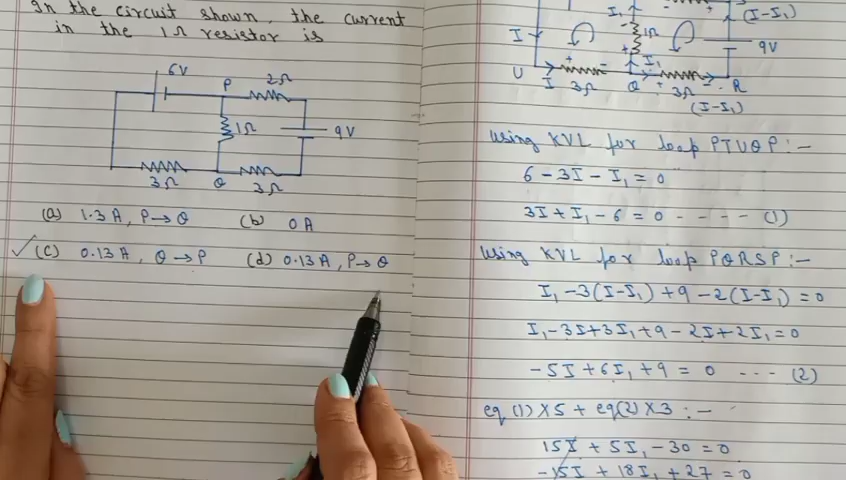 In the circuit shown, the current
in the 1Ω resistor is
6V
P
2Ω
1Ω
9V
3Ω
Q
3Ω
(a) 1.3A, P→Q (b) 0A
✓(c) 0.13A, Q→P (d) 0.13A, P→Q
I₁
(I-I₁)
I
1Ω
9V
U
I
3Ω
Q
I₁
3Ω
R
(I-I₁)
Using KVL for loop PTUQP:-
6-3I-I₁=0
3I+I₁-6=0 ---- (1)
Using KVL for loop PQRSP:-
I₁-3(I-I₁)+9-2(I-I₁)=0
I₁-3I+3I₁+9-2I+2I₁=0
-5I+6I₁+9=0 --- (2)
eq(1)×5 + eq(2)×3 :-
15I+5I₁-30=0
-15I+18I₁+27=0